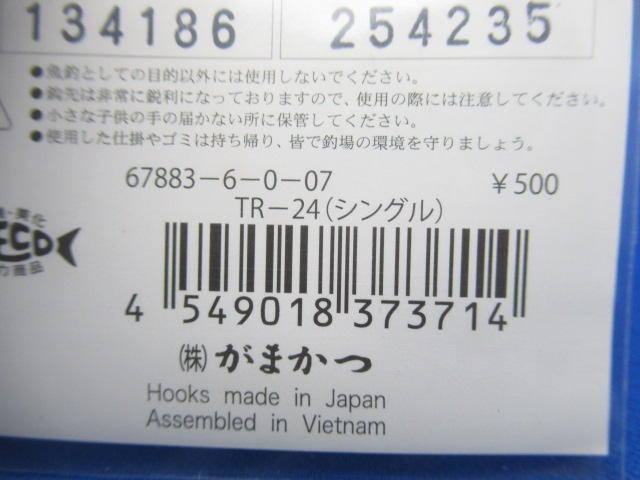 134186 254235
●魚釣としての目的以外には使用しないでください。
●鈎先は非常に鋭利になっておりますので、使用の際には注意してください。
●小さな子供の手の届かない所に保管してください。
●使用した仕掛やゴミは持ち帰り、皆で釣場の環境を守りましょう。
67883-6-0-07 ￥500
TR-24(シングル)
・美化
ECO
力商品
4 549018 373714
(株)がまかつ
Hooks made in Japan
Assembled in Vietnam